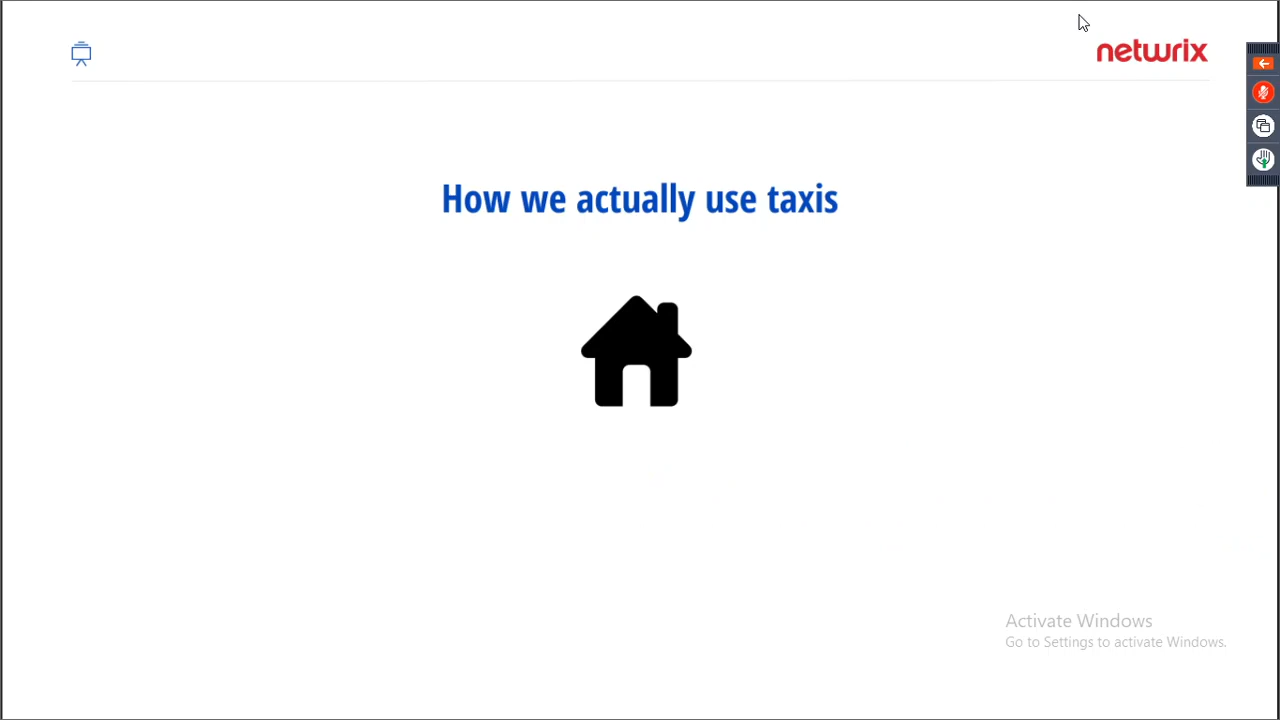 netwrix
How we actually use taxis
Activate Windows
Go to Settings to activate Windows.